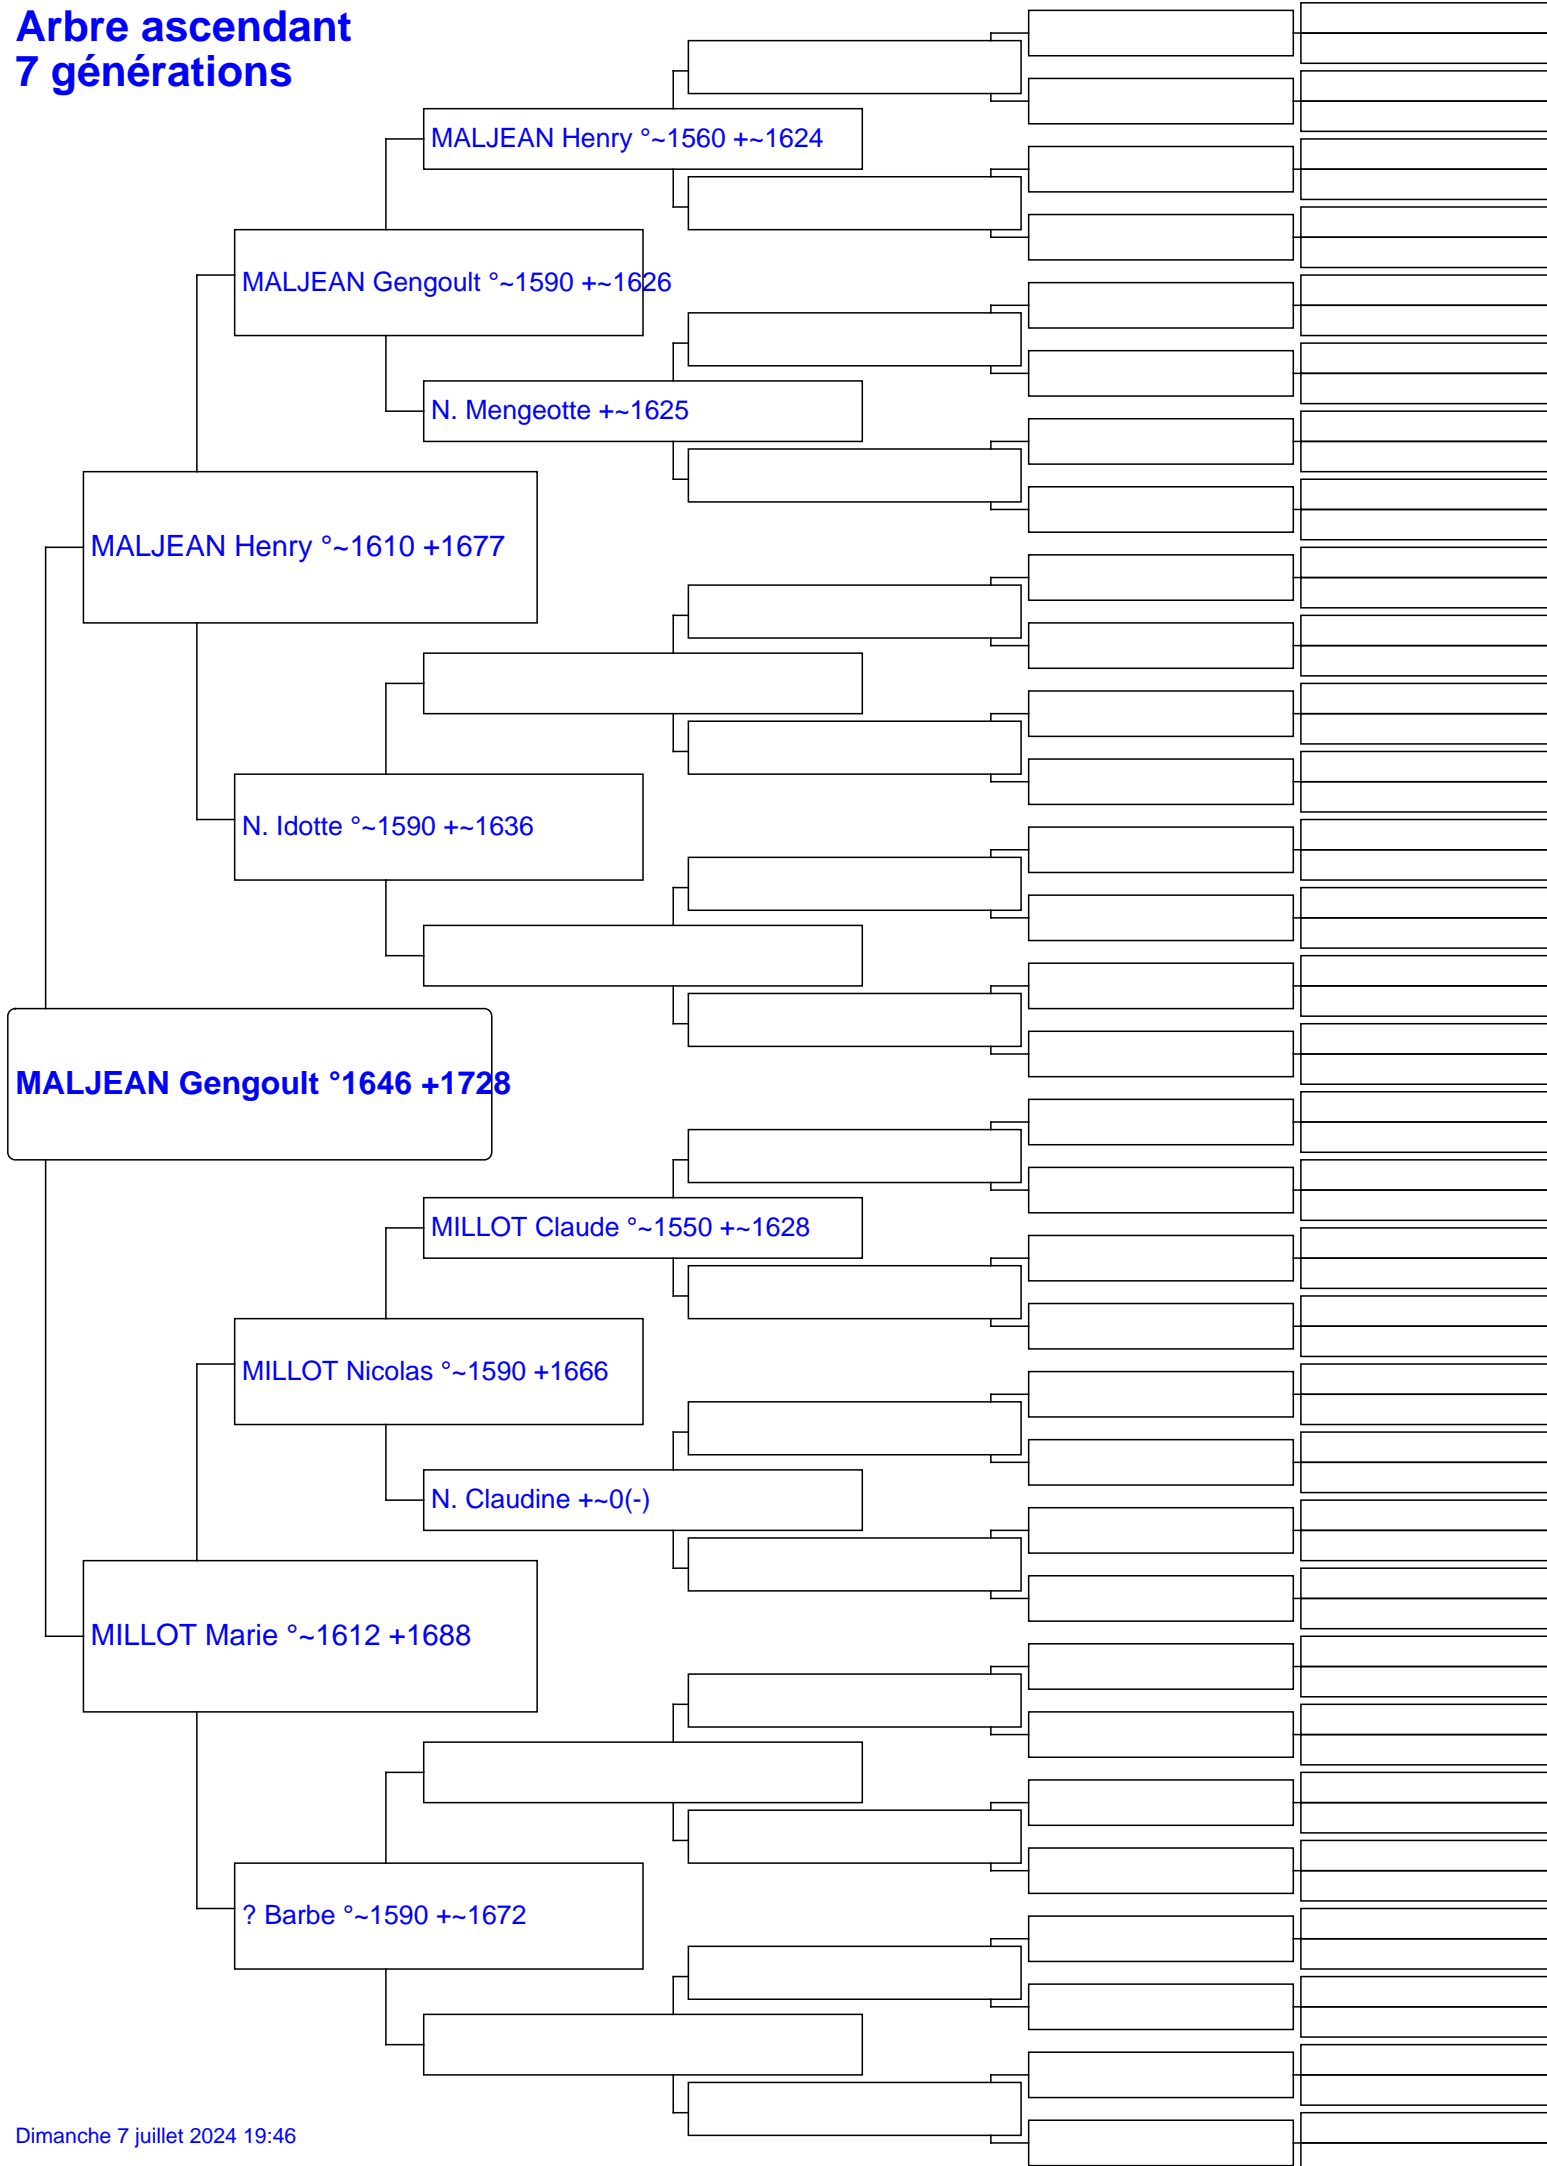 Arbre ascendant
7 générations
MALJEAN Henry °~1560 +~1624
MALJEAN Gengoult °~1590 +~1626
N. Mengeotte +~1625
MALJEAN Henry °~1610 +1677
N. Idotte °~1590 +~1636
MALJEAN Gengoult °1646 +1728
MILLOT Claude °~1550 +~1628
MILLOT Nicolas °~1590 +1666
N. Claudine +~0(-)
MILLOT Marie °~1612 +1688
? Barbe °~1590 +~1672
Dimanche 7 juillet 2024 19:46